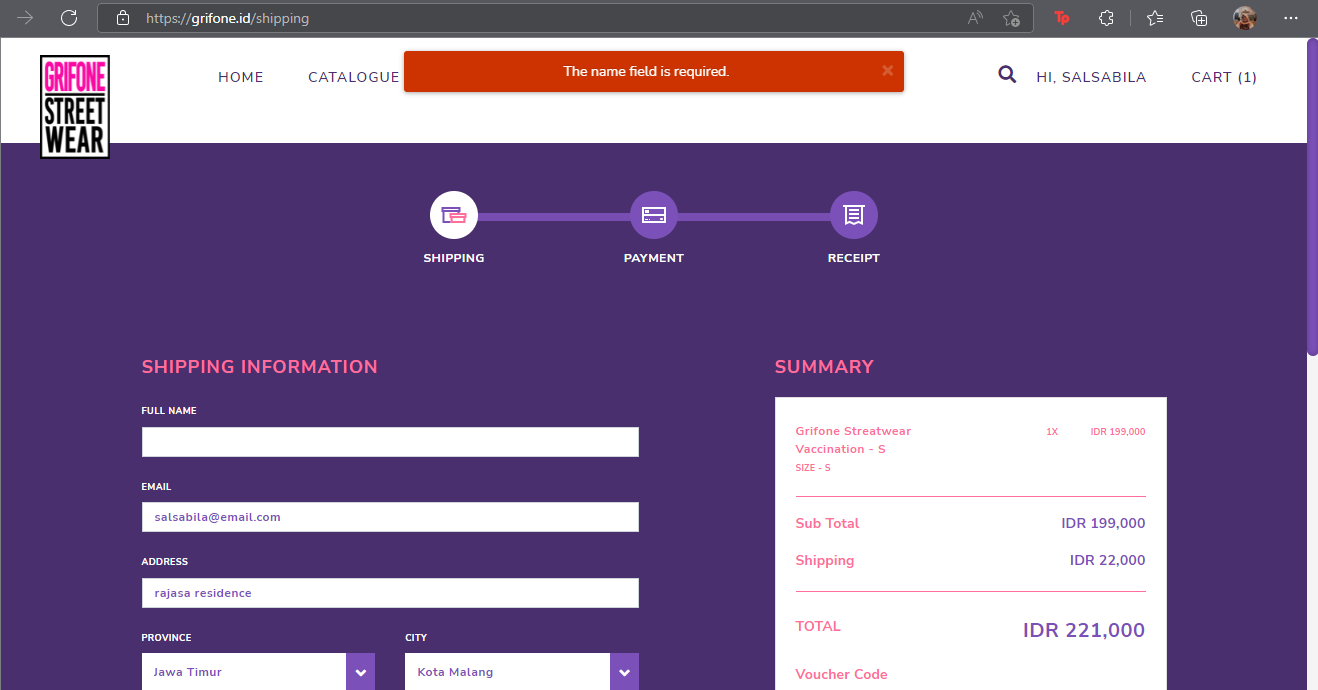 https://grifone.id/shipping
GRIFONE
STREET
WEAR
HOME
CATALOGUE
The name field is required.
HI, SALSABILA
CART (1)
SHIPPING
PAYMENT
RECEIPT
SHIPPING INFORMATION
FULL NAME
EMAIL
salsabila@email.com
ADDRESS
rajasa residence
PROVINCE
CITY
Jawa Timur
Kota Malang
SUMMARY
Grifone Streatwear
Vaccination - S
SIZE - S
1X
IDR 199,000
Sub Total
IDR 199,000
Shipping
IDR 22,000
TOTAL
IDR 221,000
Voucher Code